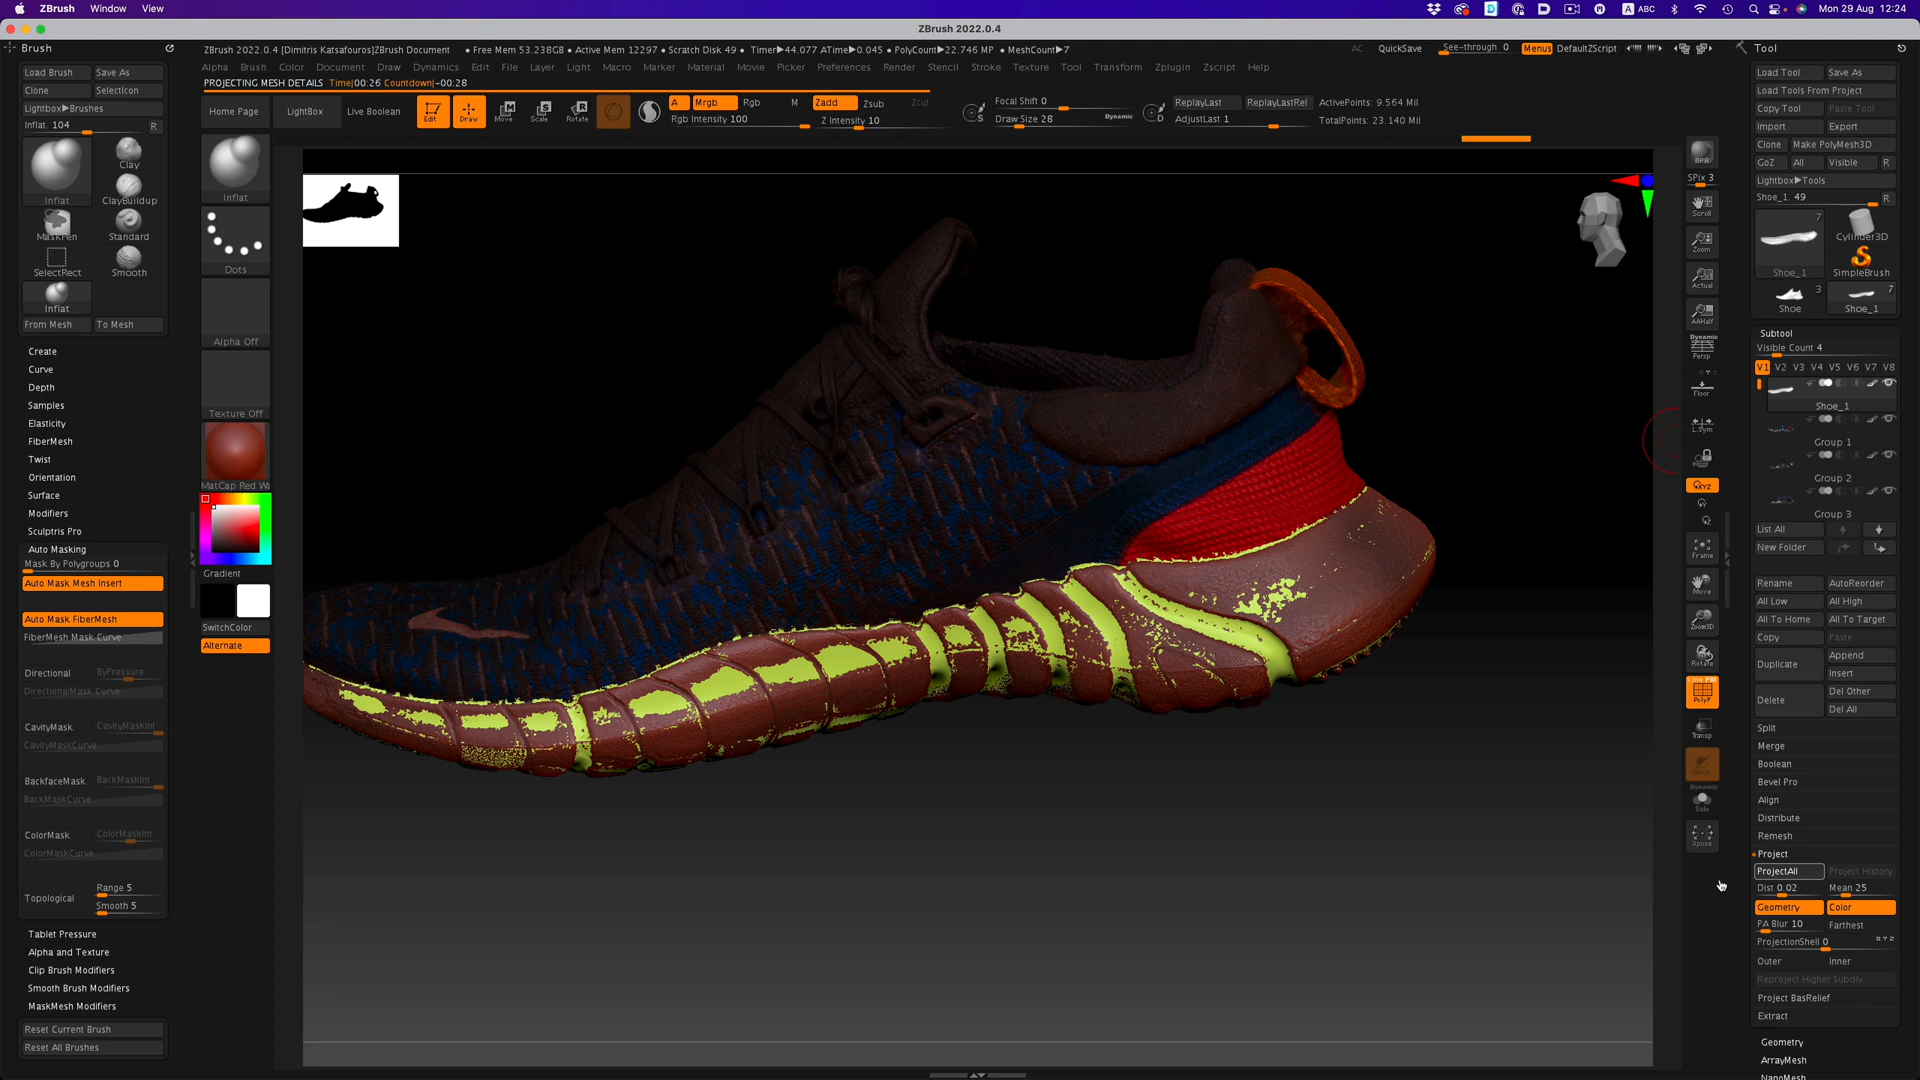 ZBrush Window View
ABC Mon 29 Aug 12:24
ZBrush 2022.0.4
Brush
ZBrush 2022.0.4 [Dimitris Katsafouros]ZBrush Document • Free Mem 53.238GB • Active Mem 12297 • Scratch Disk 49 • Timer▶44.077 ATime▶0.045 • PolyCount▶22.746 MP • MeshCount▶7
AC QuickSave See-through 0 Menus DefaultZScript
Tool
Alpha Brush Color Document Draw Dynamics Edit File Layer Light Macro Marker Material Movie Picker Preferences Render Stencil Stroke Texture Tool Transform Zplugin Zscript Help
PROJECTING MESH DETAILS Time|00:26 Countdown|-00:28
Load Brush Save As
Clone SelectIcon
Lightbox▶Brushes
Inflat. 104 R
Inflat
Clay
ClayBuildup
MaskPen Standard
SelectRect Smooth
Inflat
From Mesh To Mesh
Create
Curve
Depth
Samples
Elasticity
FiberMesh
Twist
Orientation
Surface
Modifiers
Sculptris Pro
Auto Masking
Mask By Polygroups 0
Auto Mask Mesh Insert
Auto Mask FiberMesh
FiberMesh Mask Curve
Directional ByPressure
DirectionalMask Curve
CavityMask CavityMaskInt
CavityMaskCurve
BackfaceMask BackMaskInt
BackMaskCurve
ColorMask ColorMaskInt
ColorMaskCurve
Topological Range 5
Smooth 5
Tablet Pressure
Alpha and Texture
Clip Brush Modifiers
Smooth Brush Modifiers
MaskMesh Modifiers
Reset Current Brush
Reset All Brushes
Home Page LightBox Live Boolean
Edit Draw Move Scale Rotate
A Mrgb Rgb M
Rgb Intensity 100
Zadd Zsub Zcut
Z Intensity 10
S
Focal Shift 0
Draw Size 28 Dynamic
D
ReplayLast ReplayLastRel
AdjustLast 1
ActivePoints: 9.564 Mil
TotalPoints: 23.140 Mil
Inflat
Dots
Alpha Off
Texture Off
MatCap Red Wa
Gradient
SwitchColor
Alternate
BPR
SPix 3
Scroll
Zoom
Actual
AAHalf
Dynamic
Persp
Floor
L.Sym
XYZ
Frame
Move
Zoom3D
Rotate
Line Fill
PolyF
Transp
Ghost
Dynamic
Solo
Xpose
Load Tool Save As
Load Tools From Project
Copy Tool Paste Tool
Import Export
Clone Make PolyMesh3D
GoZ All Visible R
Lightbox▶Tools
Shoe_1. 49 R
7
Shoe_1 Cylinder3D
SimpleBrush
3 7
Shoe Shoe_1
Subtool
Visible Count 4
V1 V2 V3 V4 V5 V6 V7 V8
Shoe_1
Group 1
Group 2
Group 3
List All
New Folder
Rename AutoReorder
All Low All High
All To Home All To Target
Copy Paste
Duplicate Append
Insert
Delete Del Other
Del All
Split
Merge
Boolean
Bevel Pro
Align
Distribute
Remesh
Project
ProjectAll Project History
Dist 0.02 Mean 25
Geometry Color
PA Blur 10 Farthest
ProjectionShell 0
Outer Inner
Reproject Higher Subdiv
Project BasRelief
Extract
Geometry
ArrayMesh
NanoMesh